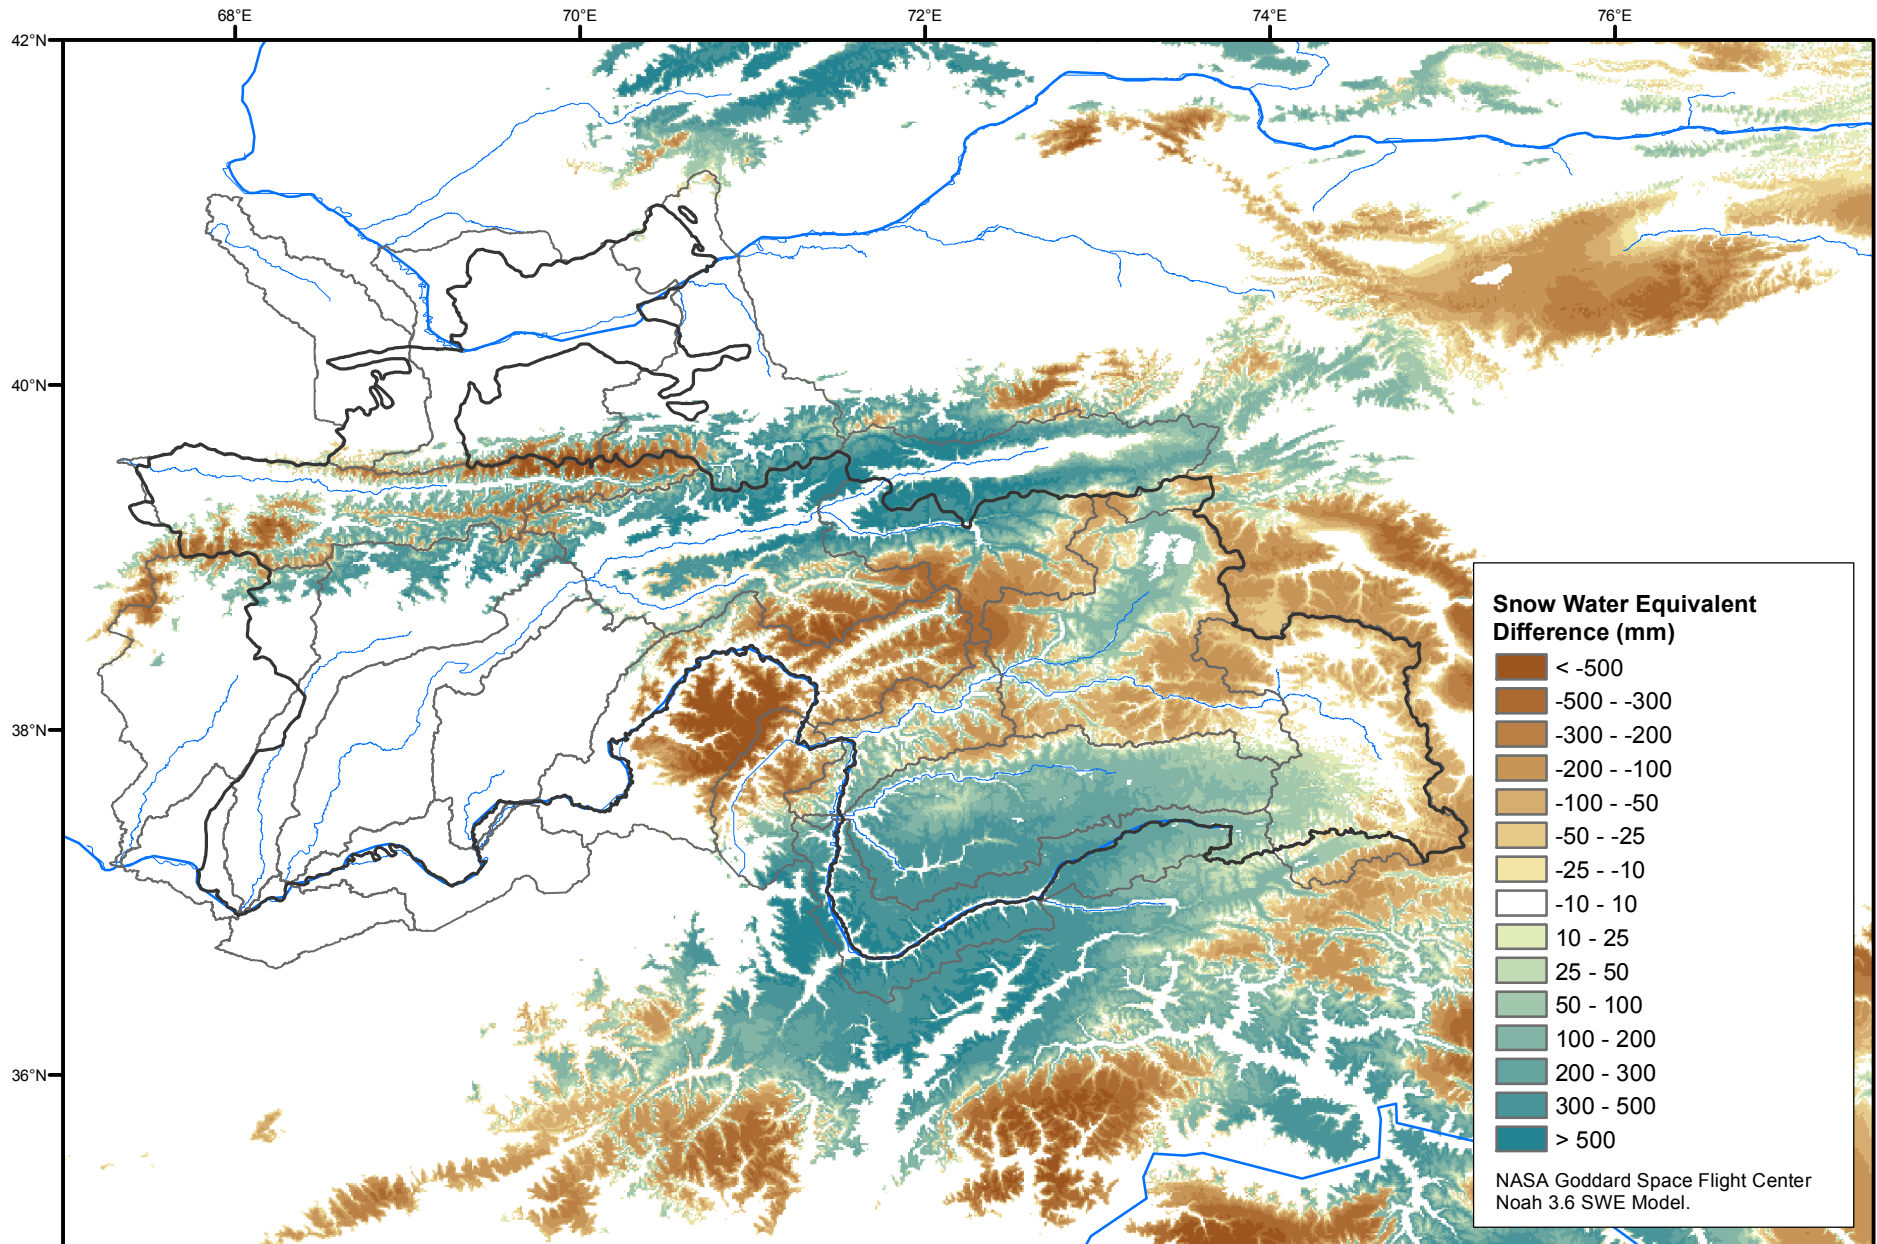 68°E 70°E 72°E 74°E 76°E
42°N
40°N
38°N
36°N
Snow Water Equivalent
Difference (mm)
< -500
-500 - -300
-300 - -200
-200 - -100
-100 - -50
-50 - -25
-25 - -10
-10 - 10
10 - 25
25 - 50
50 - 100
100 - 200
200 - 300
300 - 500
> 500
NASA Goddard Space Flight Center
Noah 3.6 SWE Model.